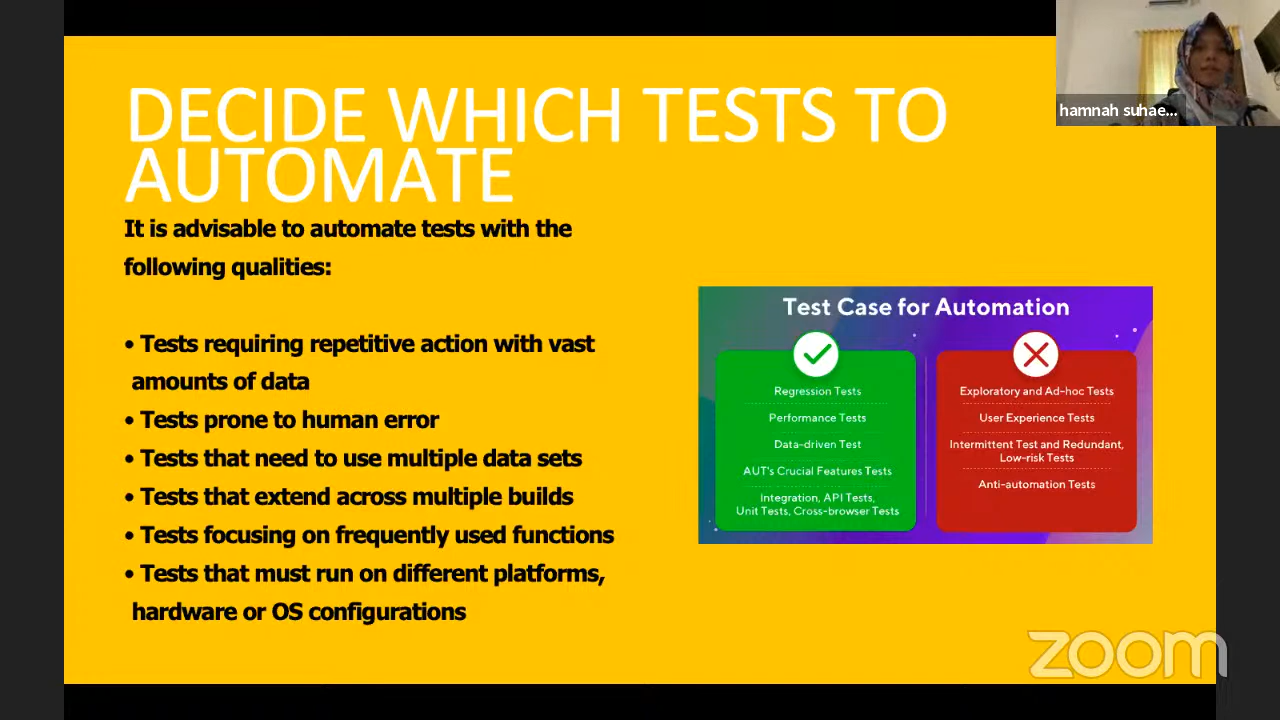 DECIDE WHICH TESTS TO
AUTOMATE
It is advisable to automate tests with the
following qualities:
• Tests requiring repetitive action with vast
amounts of data
• Tests prone to human error
• Tests that need to use multiple data sets
• Tests that extend across multiple builds
• Tests focusing on frequently used functions
• Tests that must run on different platforms,
hardware or OS configurations
Test Case for Automation
Regression Tests
Performance Tests
Data-driven Test
AUT's Crucial Features Tests
Integration, API Tests,
Unit Tests, Cross-browser Tests
Exploratory and Ad-hoc Tests
User Experience Tests
Intermittent Test and Redundant,
Low-risk Tests
Anti-automation Tests
hamnah suhae...
zoom